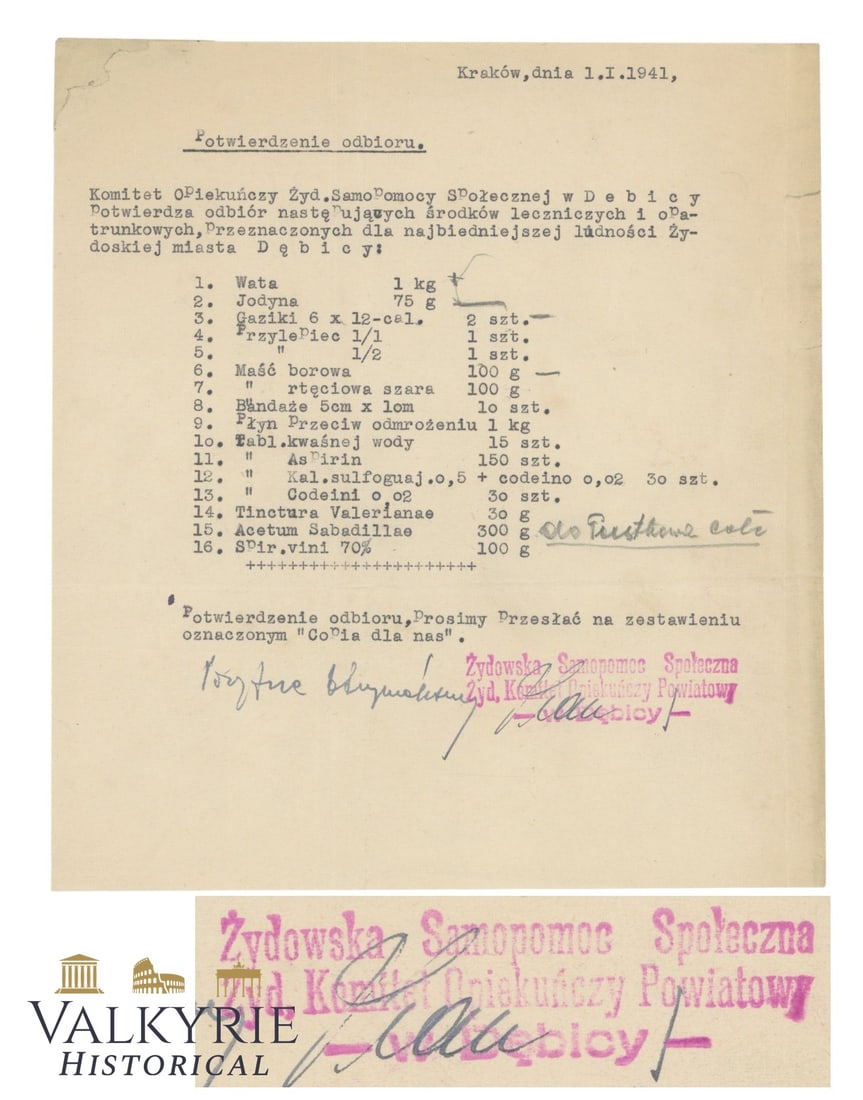 Kraków,dnia 1.I.1941,
Potwierdzenie odbioru.
Komitet Opiekuńczy Żyd.Samopomocy Społecznej w D e b i c y
potwierdza odbiór następujących środków leczniczych i opa-
trunkowych,przeznaczonych dla najbiedniejszej ludności Ży-
doskiej miasta D ę b i c y:
1. Wata 1 kg
2. Jodyna 75 g
3. Gaziki 6 x 12-cal. 2 szt.
4. Przylepiec 1/1 1 szt.
5. " 1/2 1 szt.
6. Maść borowa 100 g
7. " rtęciowa szara 100 g
8. Bandaże 5cm x 1om 1o szt.
9. Płyn przeciw odmrożeniu 1 kg
1o. Tabl.kwaśnej wody 15 szt.
11. " Aspirin 150 szt.
12. " Kal.sulfoguaj.o,5 + codeino o,o2 3o szt.
13. " Codeini o,o2 3o szt.
14. Tinctura Valerianae 3o g
15. Acetum Sabadillae 300 g do Pustkowa
16. Spir.vini 70% 100 g
++++++++++++++++++++++
Potwierdzenie odbioru,prosimy przesłać na zestawieniu
oznaczonym "Copia dla nas".
Żydowska Samopomoc Społeczna
Żyd. Komitet Opiekuńczy Powiatowy
— w Dębicy —
Żydowska Samopomoc Społeczna
Żyd. Komitet Opiekuńczy Powiatowy
— w Dębicy —
VALKYRIE
HISTORICAL